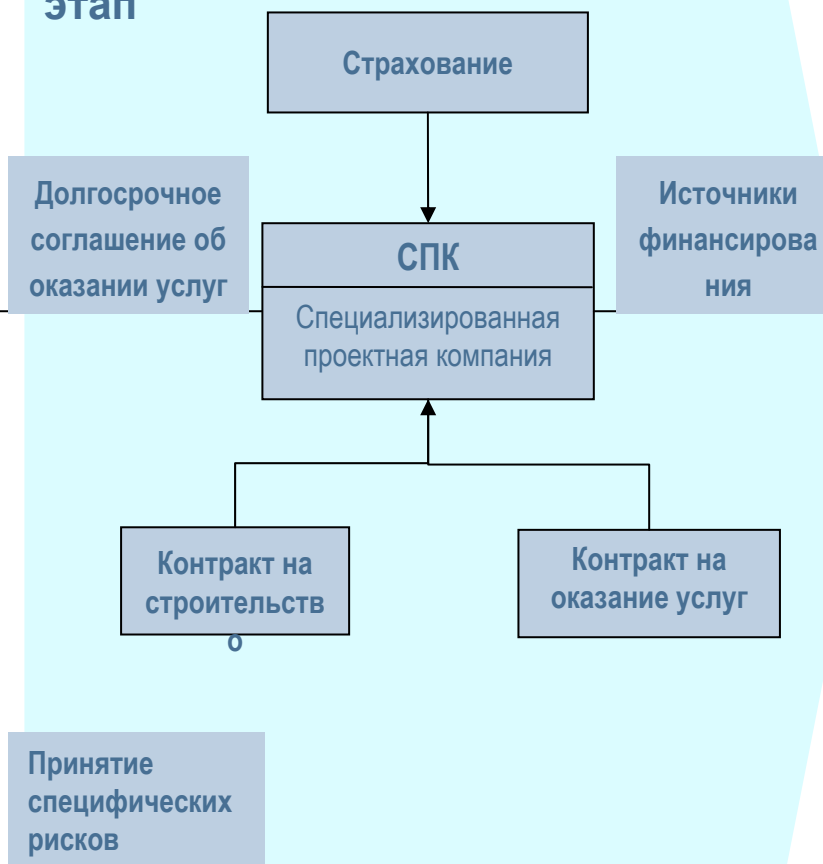 этап
Страхование
Долгосрочное
соглашение об
оказании услуг
СПК
Специализированная
проектная компания
Источники
финансирова
ния
Контракт на
строительств
о
Контракт на
оказание услуг
Принятие
специфических
рисков